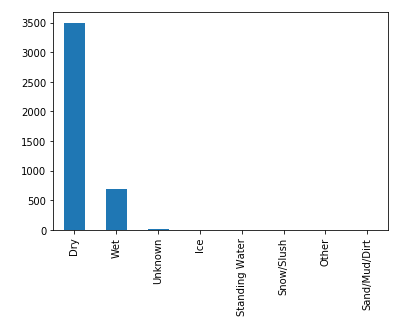 3500
3000
2500
2000
1500
1000
500
0
Dry
Wet
Unknown
Ice
Standing Water
Snow/Slush
Other
Sand/Mud/Dirt